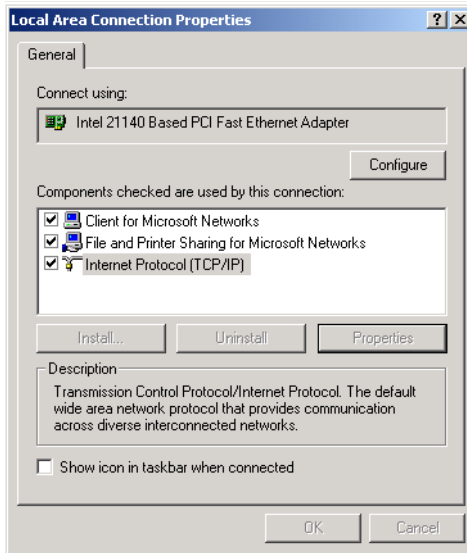 Local Area Connection Properties
General
Connect using:
Intel 21140 Based PCI Fast Ethernet Adapter
Configure
Components checked are used by this connection:
Client for Microsoft Networks
File and Printer Sharing for Microsoft Networks
Internet Protocol (TCP/IP)
Install... Uninstall Properties
Description
Transmission Control Protocol/Internet Protocol. The default
wide area network protocol that provides communication
across diverse interconnected networks.
Show icon in taskbar when connected
OK Cancel